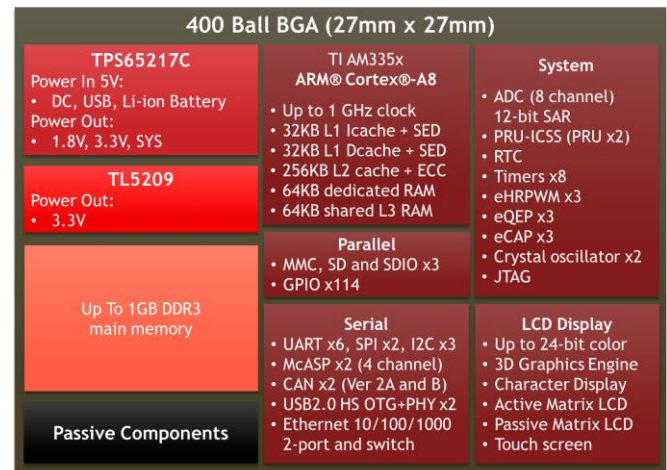 400 Ball BGA (27mm x 27mm)
TPS65217C
Power In 5V:
• DC, USB, Li-ion Battery
Power Out:
• 1.8V, 3.3V, SYS
TL5209
Power Out:
• 3.3V
Up To 1GB DDR3
main memory
Passive Components
TI AM335x
ARM® Cortex®-A8
• Up to 1 GHz clock
• 32KB L1 Icache + SED
• 32KB L1 Dcache + SED
• 256KB L2 cache + ECC
• 64KB dedicated RAM
• 64KB shared L3 RAM
Parallel
• MMC, SD and SDIO x3
• GPIO x114
Serial
• UART x6, SPI x2, I2C x3
• McASP x2 (4 channel)
• CAN x2 (Ver 2A and B)
• USB2.0 HS OTG+PHY x2
• Ethernet 10/100/1000
2-port and switch
System
• ADC (8 channel)
12-bit SAR
• PRU-ICSS (PRU x2)
• RTC
• Timers x8
• eHRPWM x3
• eQEP x3
• eCAP x3
• Crystal oscillator x2
• JTAG
LCD Display
• Up to 24-bit color
• 3D Graphics Engine
• Character Display
• Active Matrix LCD
• Passive Matrix LCD
• Touch screen